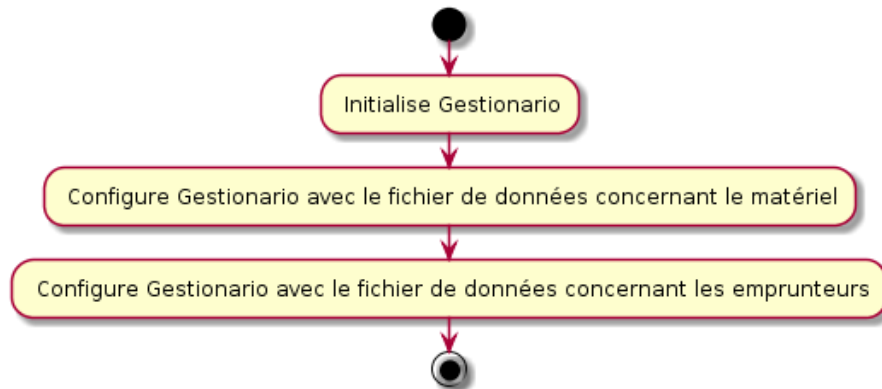 Initialise Gestionario
Configure Gestionario avec le fichier de données concernant le matériel
Configure Gestionario avec le fichier de données concernant les emprunteurs